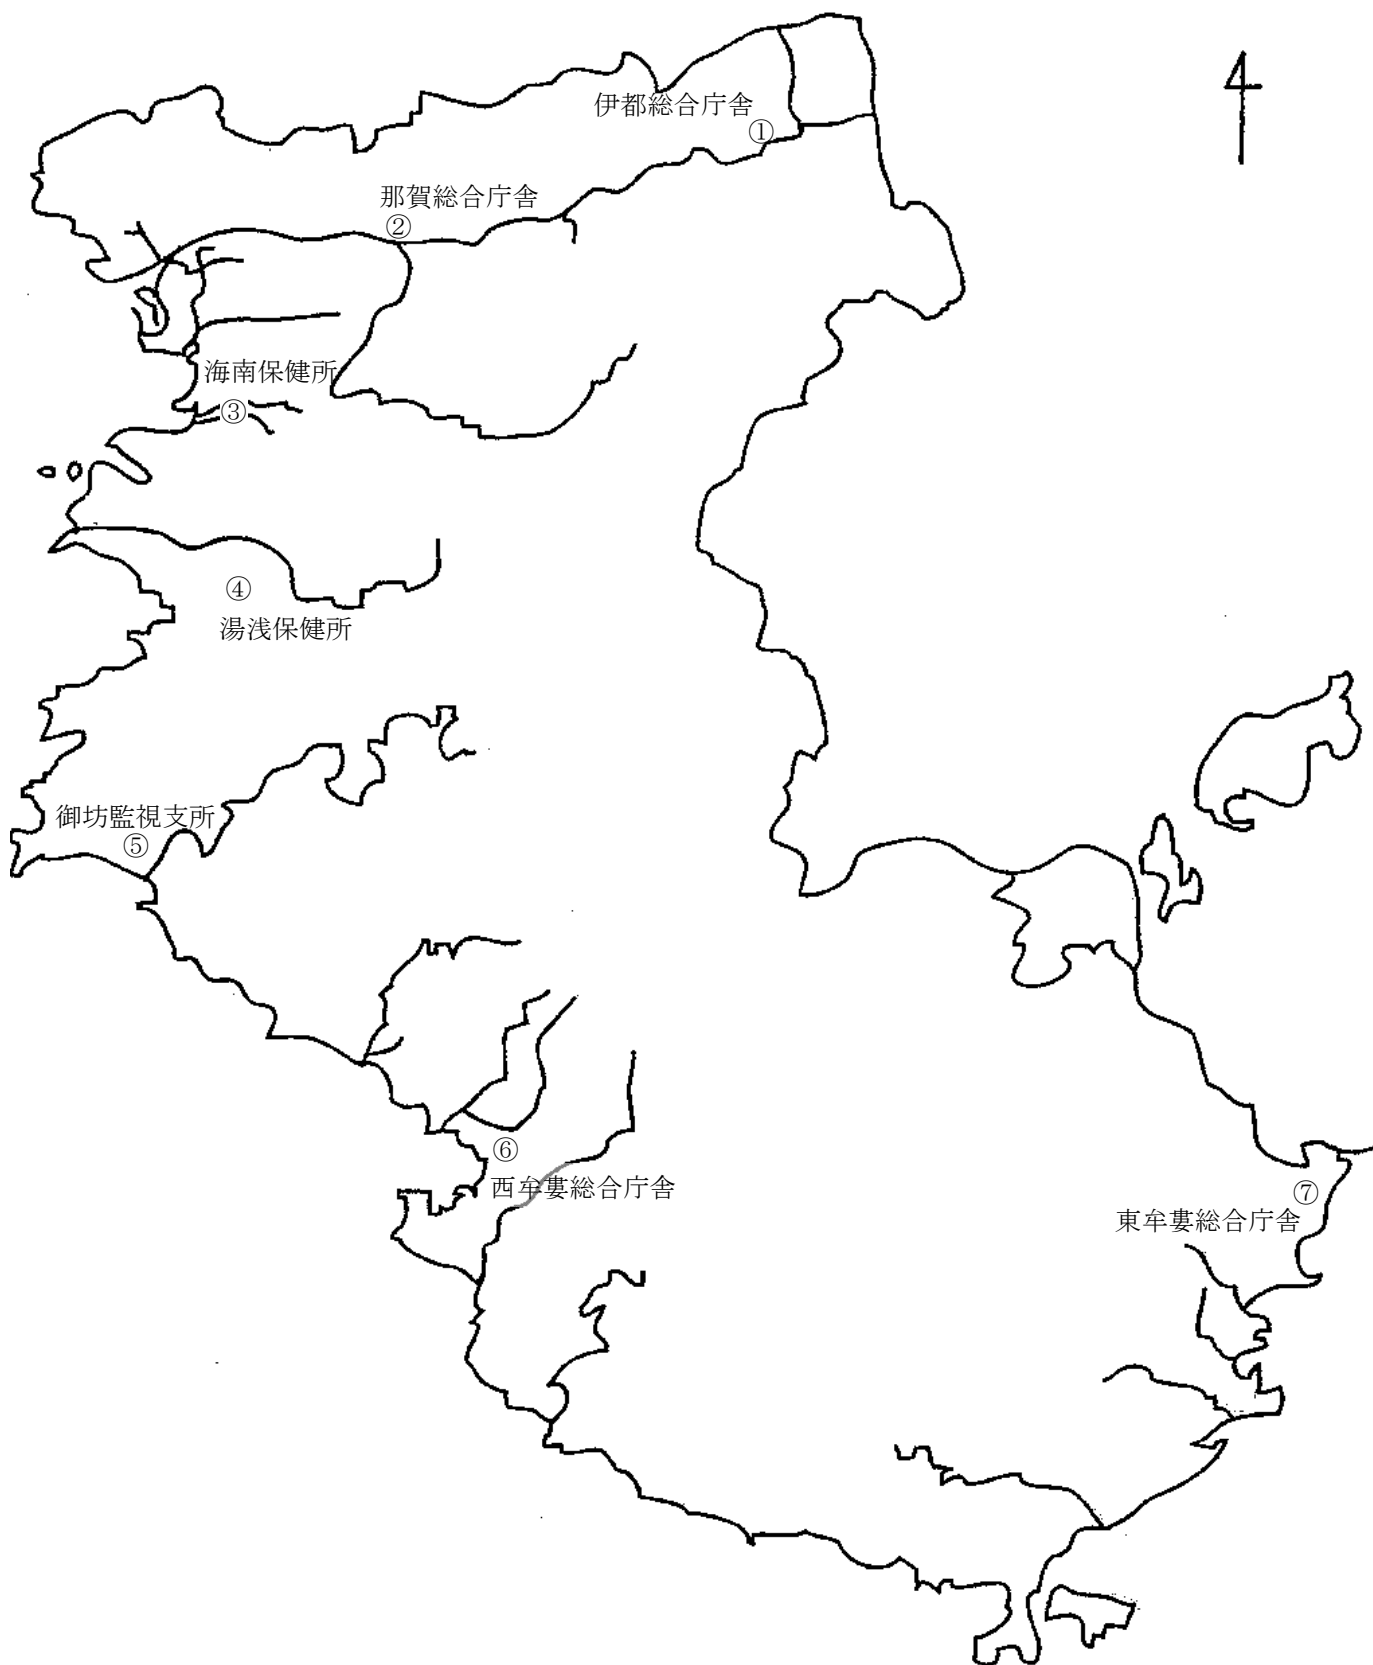 伊都総合庁舎
①
那賀総合庁舎
②
海南保健所
③
④
湯浅保健所
御坊監視支所
⑤
⑥
西牟婁総合庁舎
⑦
東牟婁総合庁舎